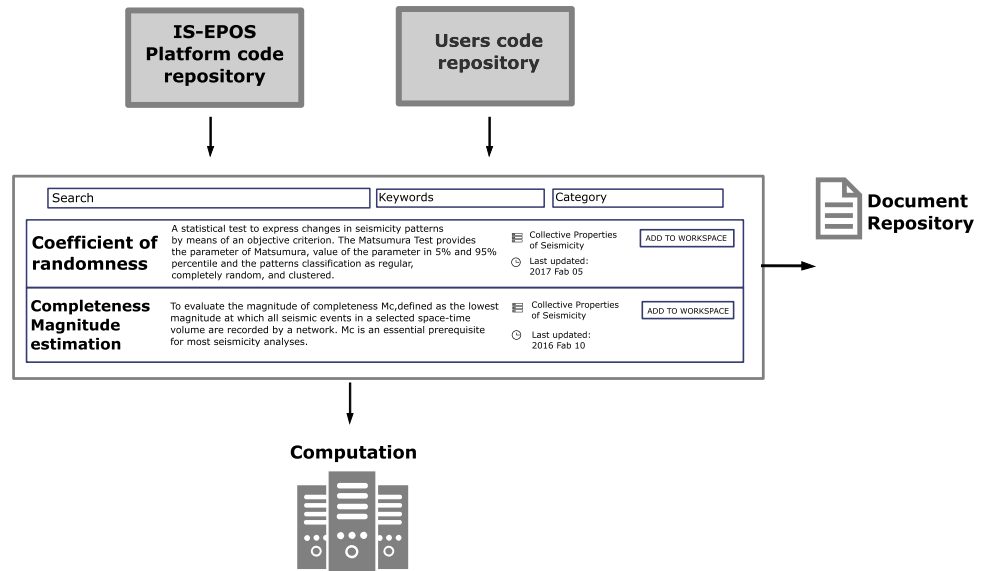 IS-EPOS
Platform code
repository
Users code
repository
Search
Keywords
Category
Coefficient of
randomness
A statistical test to express changes in seismicity patterns
by means of an objective criterion. The Matsumura Test provides
the parameter of Matsumura, value of the parameter in 5% and 95%
percentile and the patterns classification as regular,
completely random, and clustered.
Collective Properties
of Seismicity
Last updated:
2017 Fab 05
ADD TO WORKSPACE
Completeness
Magnitude
estimation
To evaluate the magnitude of completeness Mc,defined as the lowest
magnitude at which all seismic events in a selected space-time
volume are recorded by a network. Mc is an essential prerequisite
for most seismicity analyses.
Collective Properties
of Seismicity
Last updated:
2016 Fab 10
ADD TO WORKSPACE
Document
Repository
Computation